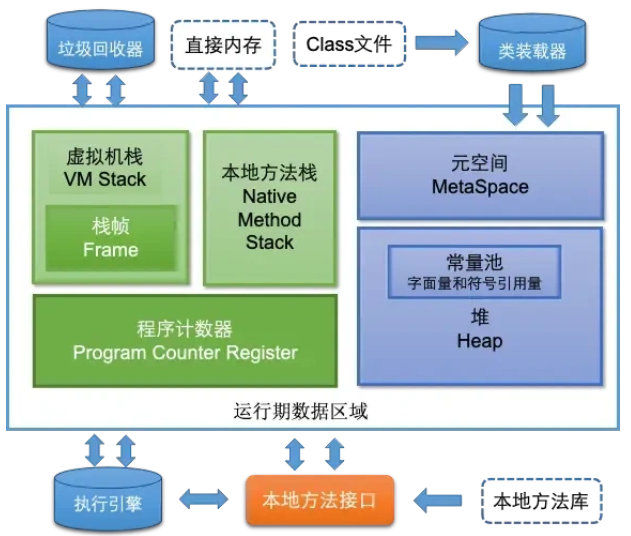 垃圾回收器
直接内存
Class文件
类装载器
虚拟机栈
VM Stack
栈帧
Frame
本地方法栈
Native
Method
Stack
元空间
MetaSpace
常量池
字面量和符号引用量
堆
Heap
程序计数器
Program Counter Register
运行期数据区域
执行引擎
本地方法接口
本地方法库